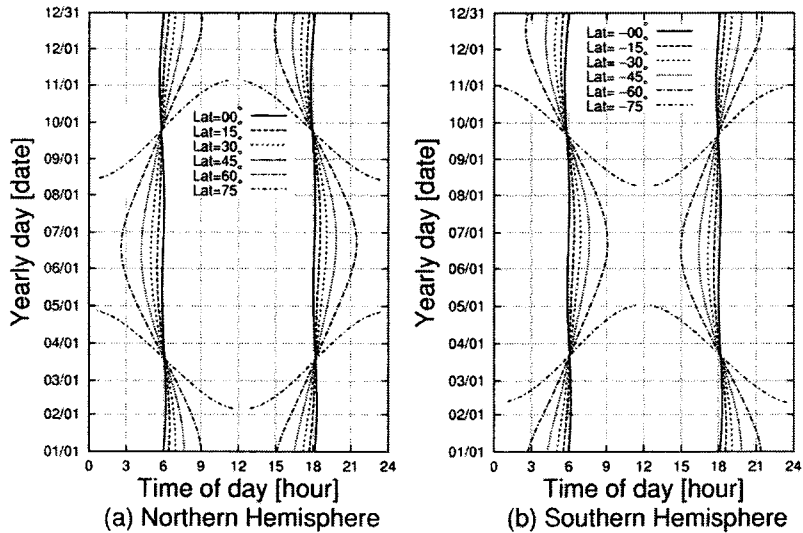 Yearly day [date]
12/31
12/01
11/01
10/01
09/01
08/01
07/01
06/01
05/01
04/01
03/01
02/01
01/01
Lat=00°
Lat=15°
Lat=30°
Lat=45°
Lat=60°
Lat=75
0 3 6 9 12 15 18 21 24
Time of day [hour]
(a) Northern Hemisphere
Yearly day [date]
12/31
12/01
11/01
10/01
09/01
08/01
07/01
06/01
05/01
04/01
03/01
02/01
01/01
Lat= −00°
Lat= −15°
Lat= −30°
Lat= −45°
Lat= −60°
Lat= −75
0 3 6 9 12 15 18 21 24
Time of day [hour]
(b) Southern Hemisphere